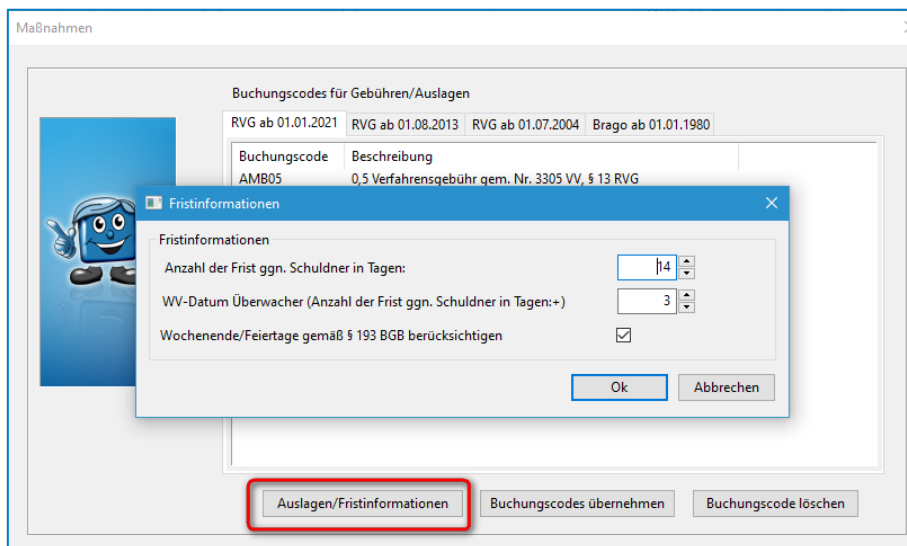 Maßnahmen
Buchungscodes für Gebühren/Auslagen
RVG ab 01.01.2021 RVG ab 01.08.2013 RVG ab 01.07.2004 Brago ab 01.01.1980
Buchungscode Beschreibung
AMB05 0,5 Verfahrensgebühr gem. Nr. 3305 VV, § 13 RVG
Fristinformationen
Fristinformationen
Anzahl der Frist ggn. Schuldner in Tagen: 14
WV-Datum Überwacher (Anzahl der Frist ggn. Schuldner in Tagen:+) 3
Wochenende/Feiertage gemäß § 193 BGB berücksichtigen
Ok Abbrechen
Auslagen/Fristinformationen Buchungscodes übernehmen Buchungscode löschen